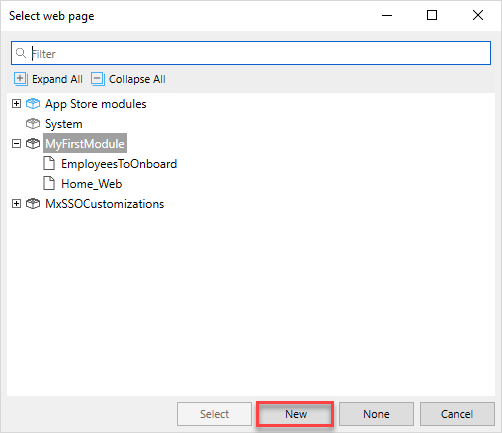 Select web page
Filter
Expand All Collapse All
App Store modules
System
MyFirstModule
EmployeesToOnboard
Home_Web
MxSSOCustomizations
Select New None Cancel